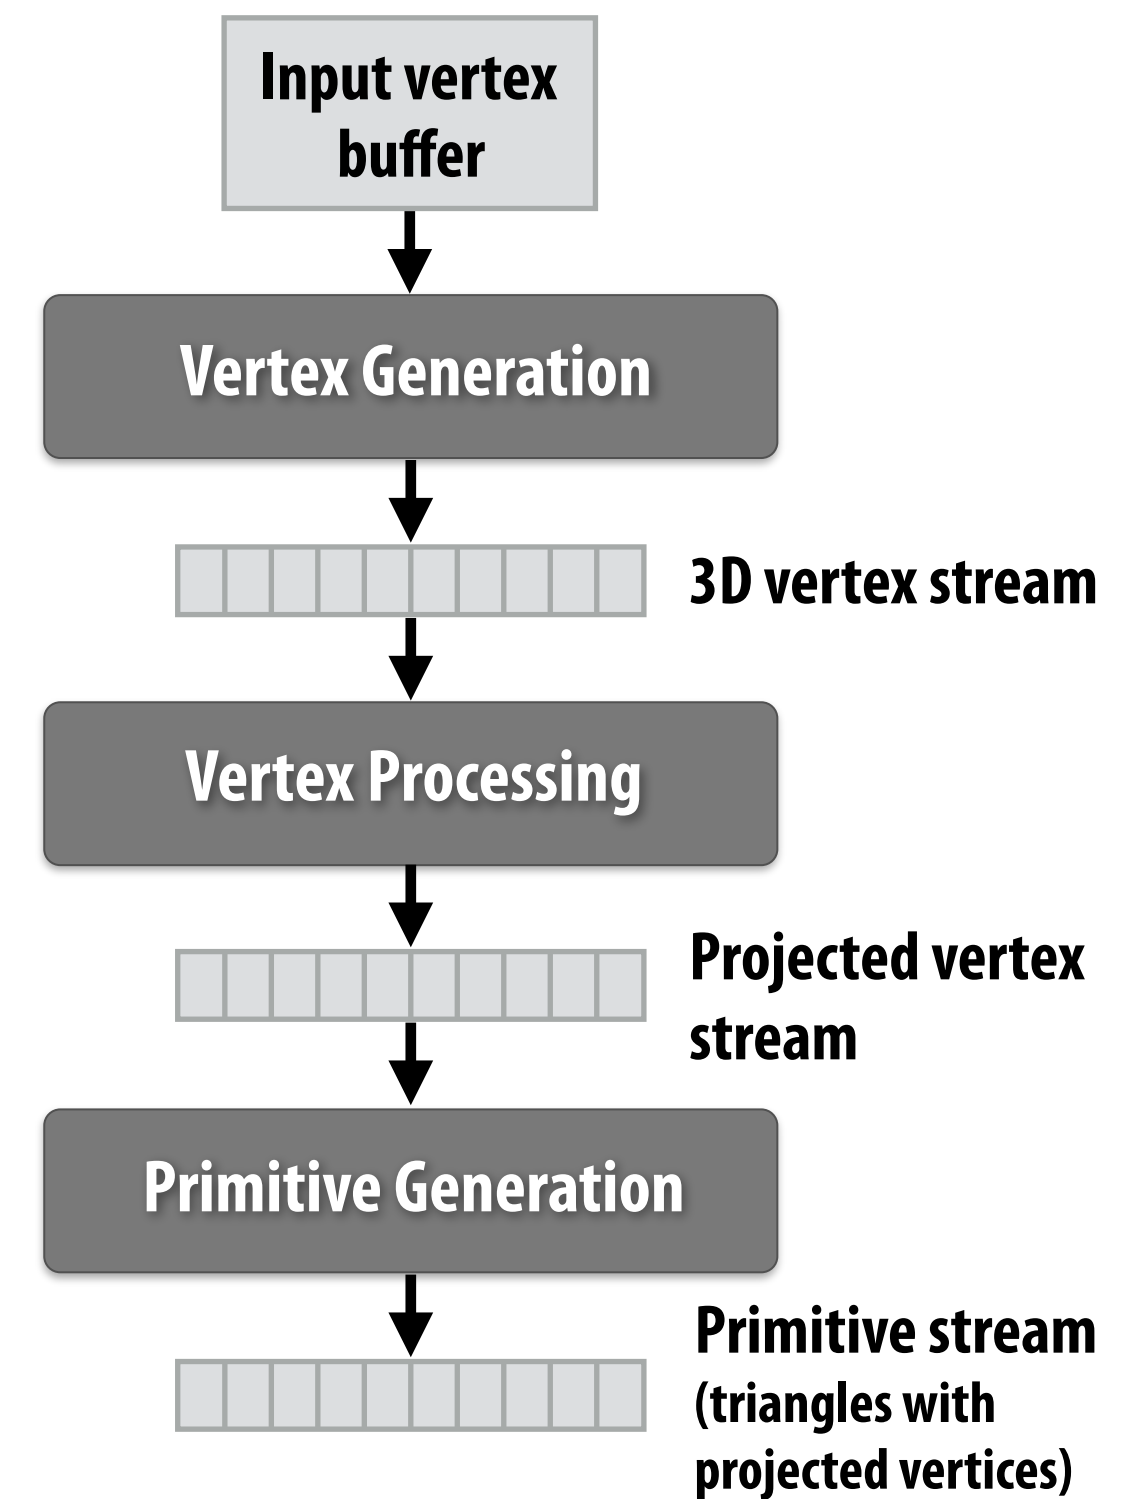 Input vertex
buffer
Vertex Generation
3D vertex stream
Vertex Processing
Projected vertex
stream
Primitive Generation
Primitive stream
(triangles with
projected vertices)